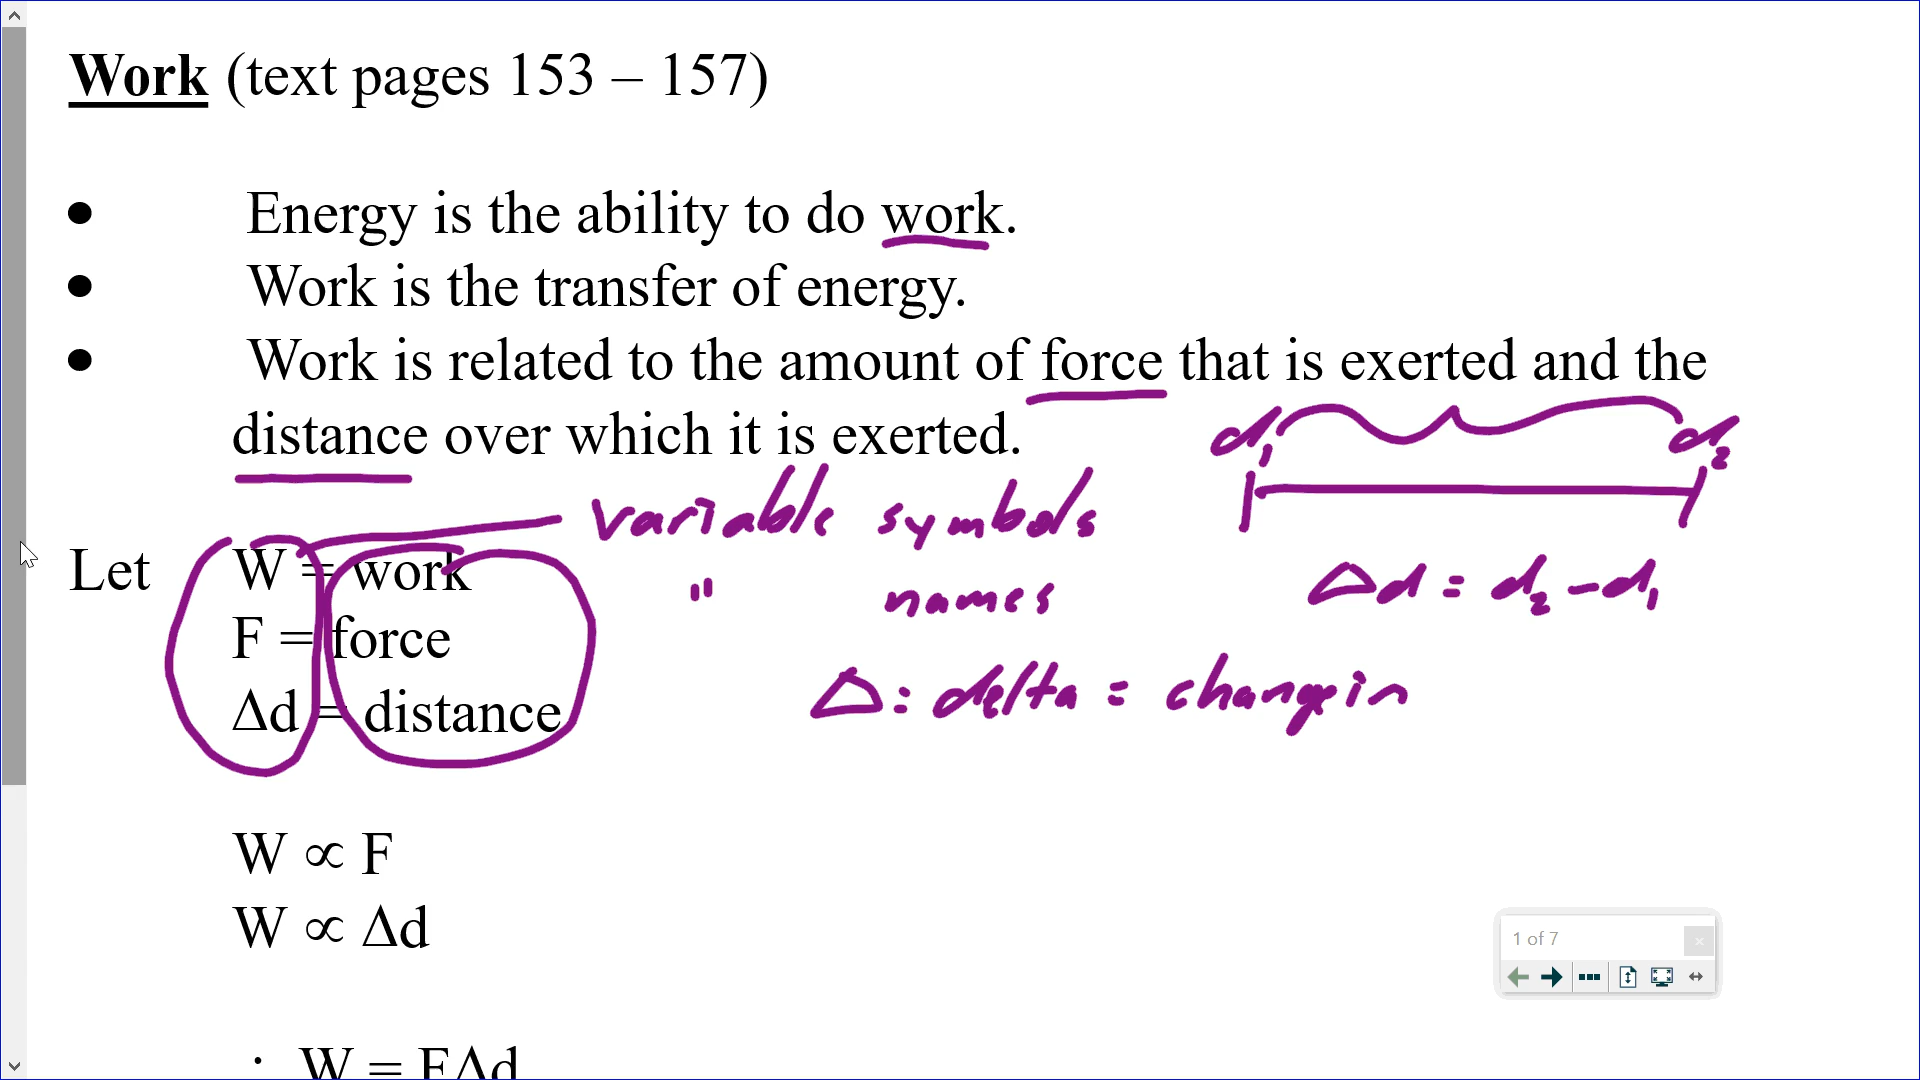 Work (text pages 153 – 157)
• Energy is the ability to do work.
• Work is the transfer of energy.
• Work is related to the amount of force that is exerted and the
distance over which it is exerted.
d₁ d₂
variable symbols
Let W = work
" names
Δd = d₂ - d₁
F = force
Δd = distance
Δ = delta = change in
W ∝ F
W ∝ Δd
1 of 7
∴ W = FΔd